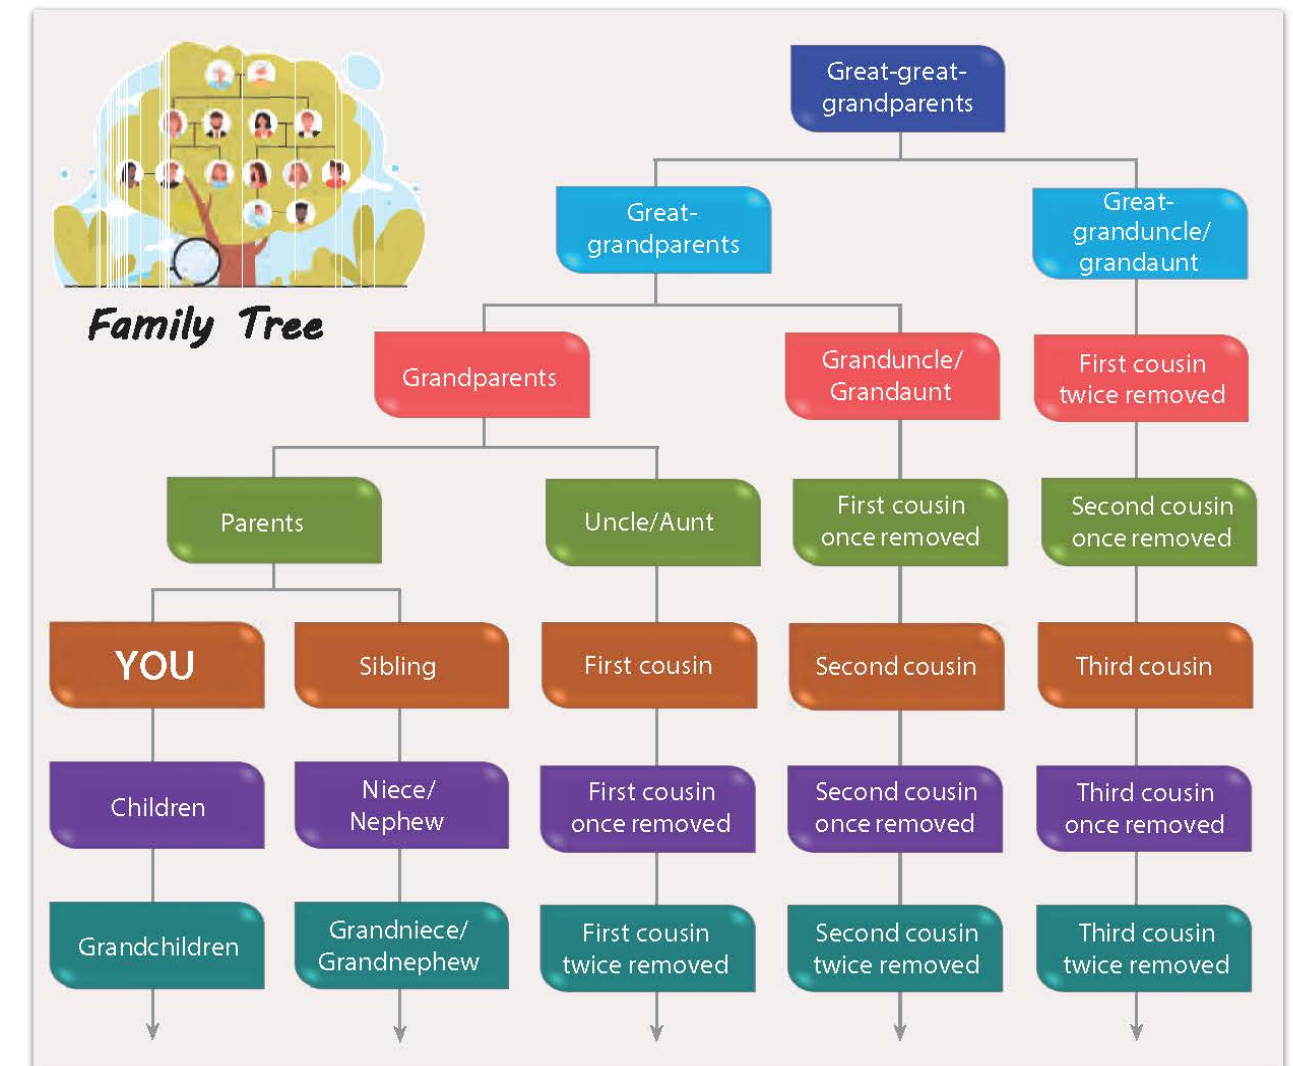 Great-great-
grandparents
Great-
grandparents
Great-
granduncle/
grandaunt
Family Tree
Grandparents
Granduncle/
Grandaunt
First cousin
twice removed
Parents
Uncle/Aunt
First cousin
once removed
Second cousin
once removed
YOU
Sibling
First cousin
Second cousin
Third cousin
Children
Niece/
Nephew
First cousin
once removed
Second cousin
once removed
Third cousin
once removed
Grandchildren
Grandniece/
Grandnephew
First cousin
twice removed
Second cousin
twice removed
Third cousin
twice removed